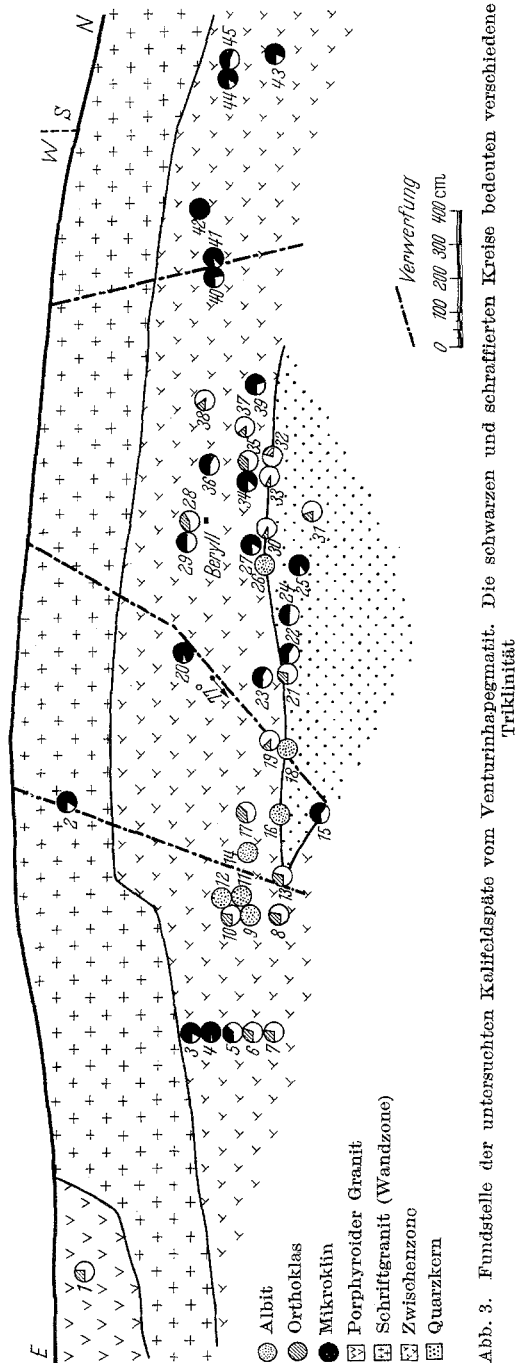 E
W
S
N
1
2
3
4
5
6
7
8
9
10
11
12
13
14
15
16
17
18
19
20
77°
21
22
23
24
25
26
27
28
29
Beryll
30
31
32
33
34
35
36
37
38
39
40
41
42
43
44
45
Albit
Orthoklas
Mikroklin
Porphyroider Granit
Schriftgranit (Wandzone)
Zwischenzone
Quarzkern
Verwerfung
0 100 200 300 400 cm
Abb. 3. Fundstelle der untersuchten Kalifeldspäte vom Venturinhapegmatit. Die schwarzen und schraffierten Kreise bedeuten verschiedene
Triklinität